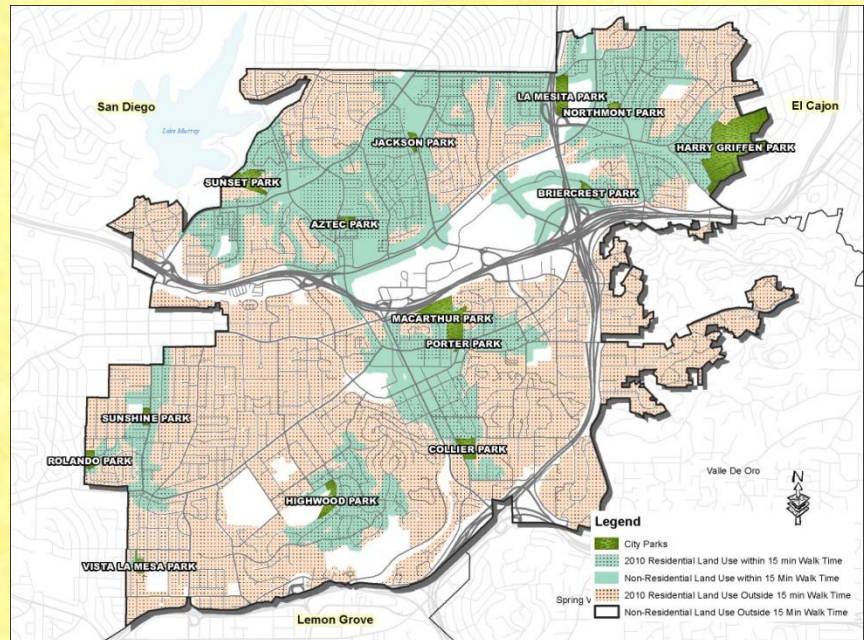 San Diego
Lake Murray
El Cajon
LA MESITA PARK
NORTHMONT PARK
HARRY GRIFFEN PARK
JACKSON PARK
SUNSET PARK
BRIERCREST PARK
AZTEC PARK
MACARTHUR PARK
PORTER PARK
SUNSHINE PARK
ROLANDO PARK
COLLIER PARK
HIGHWOOD PARK
VISTA LA MESA PARK
Valle De Oro
N
Spring V
Lemon Grove
Legend
City Parks
2010 Residential Land Use within 15 min Walk Time
Non-Residential Land Use within 15 Min Walk Time
2010 Residential Land Use Outside 15 min Walk Time
Non-Residential Land Use Outside 15 Min Walk Time